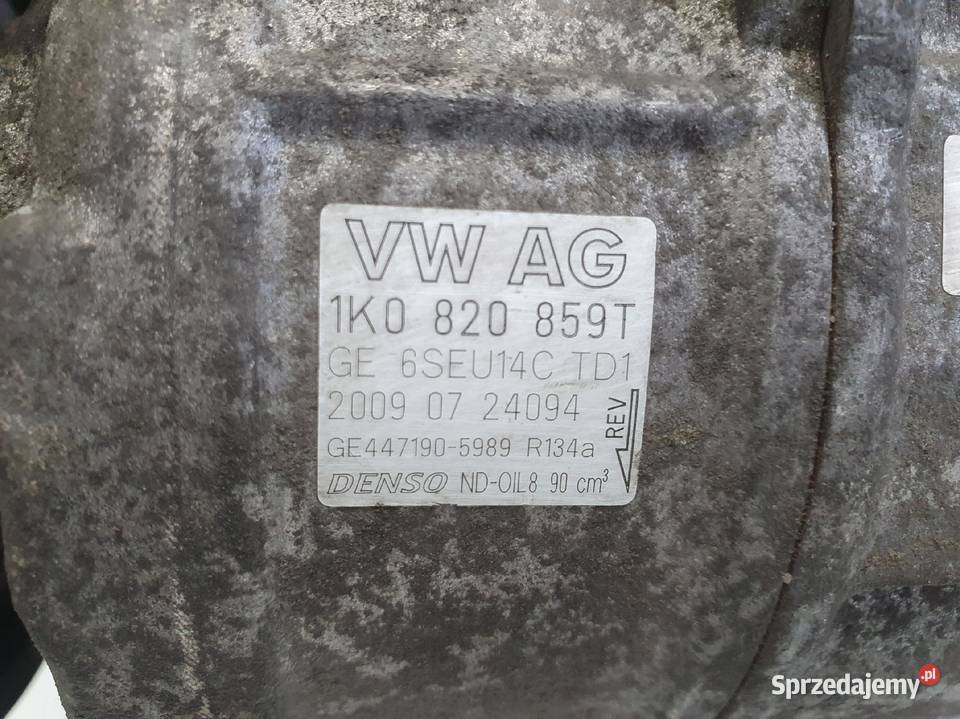 VW AG
1K0 820 859T
GE 6SEU14C TD1
2009 07 24094
REV
GE447190-5989 R134a
DENSO ND-OIL8 90 cm³
Sprzedajemy.pl